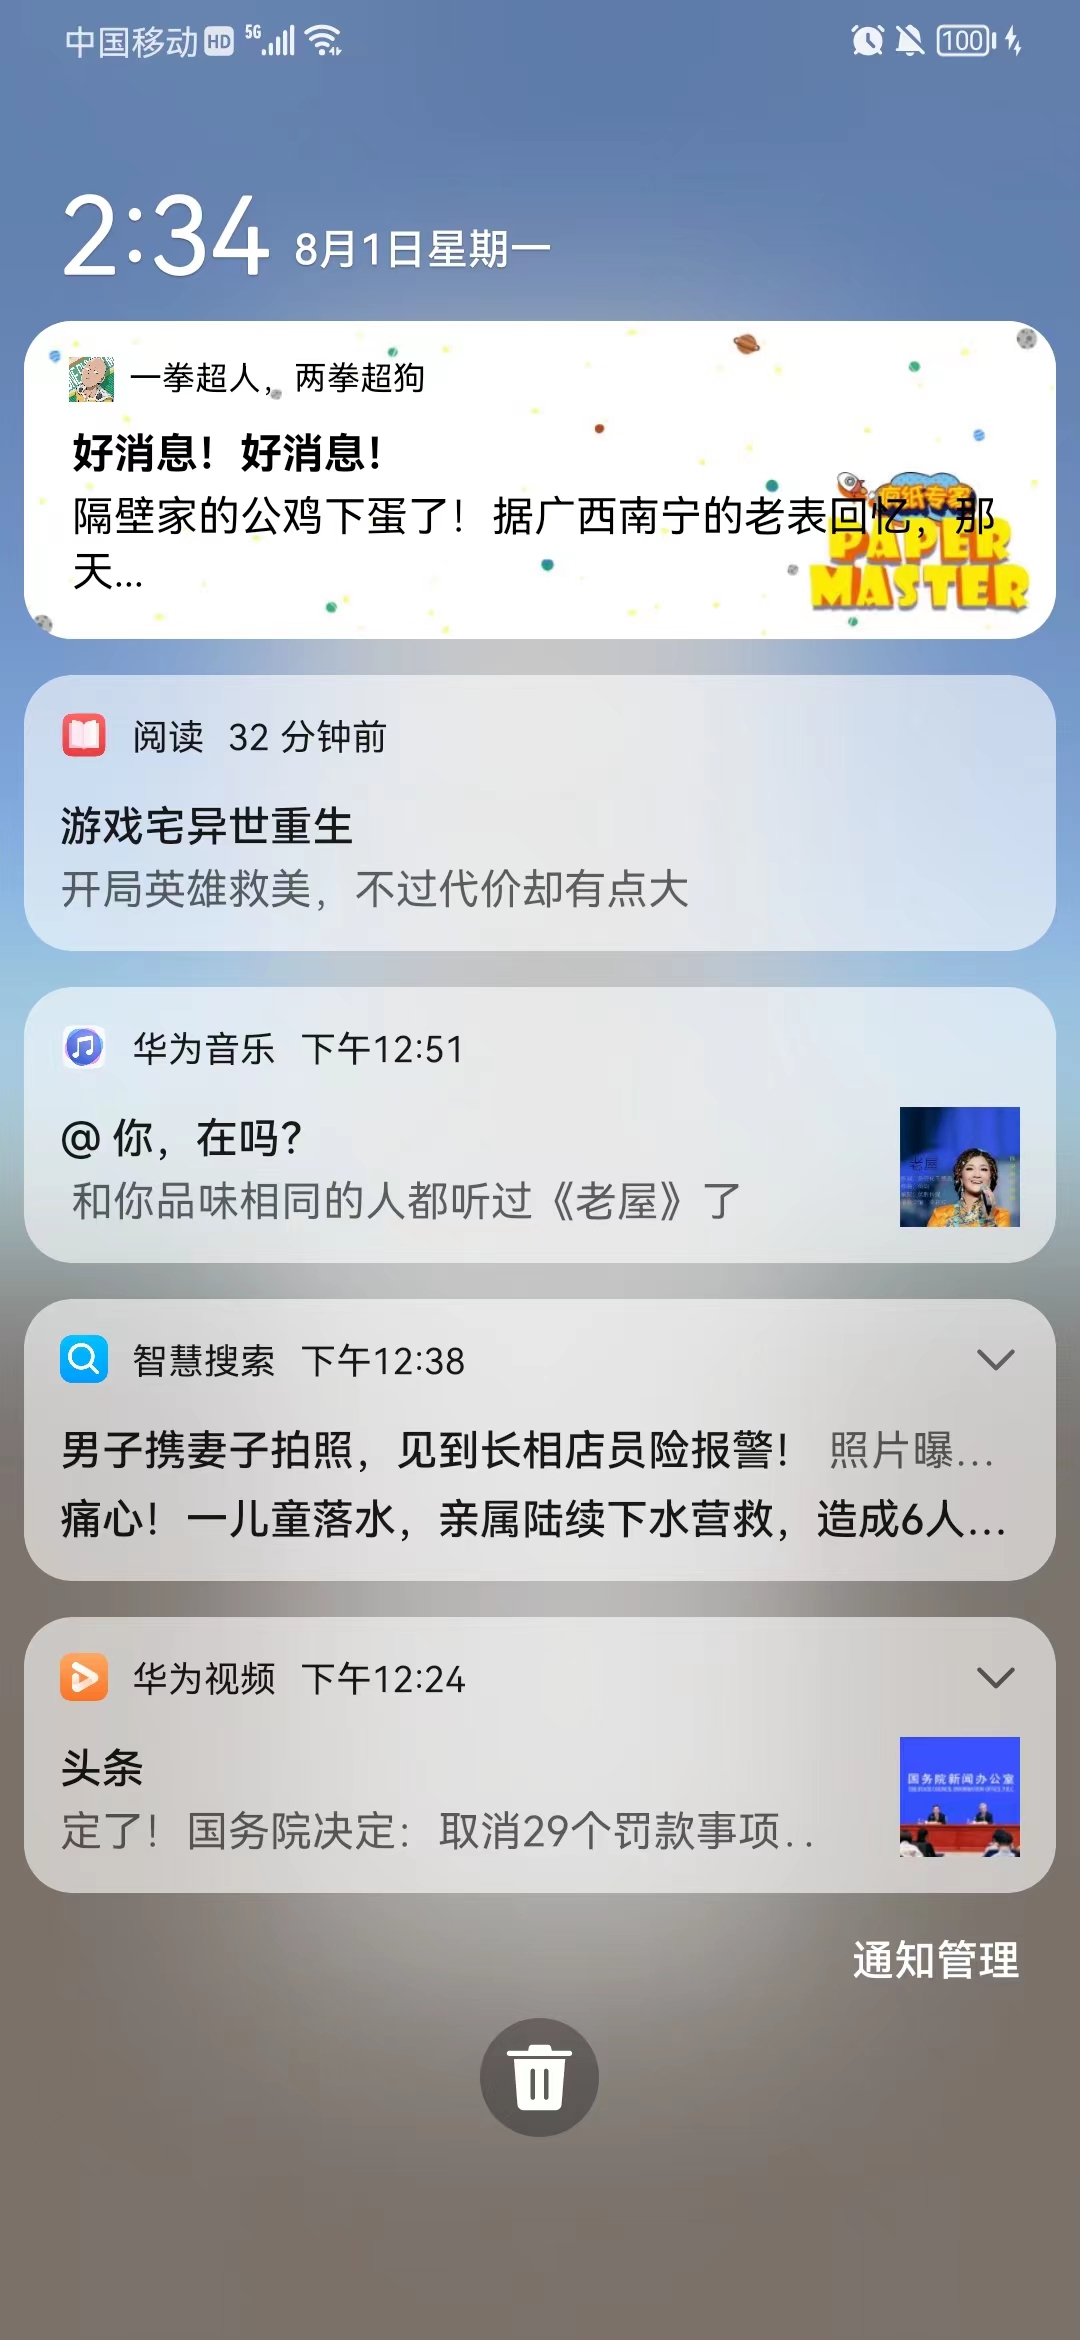 中国移动 HD 5G 100
2:34 8月1日星期一
一拳超人，两拳超狗
好消息！好消息！
隔壁家的公鸡下蛋了！据广西南宁的老表回忆，那
天...
疯纸专家
PAPER
MASTER
阅读 32 分钟前
游戏宅异世重生
开局英雄救美，不过代价却有点大
华为音乐 下午12:51
@ 你，在吗？
和你品味相同的人都听过《老屋》了
老屋
智慧搜索 下午12:38
男子携妻子拍照，见到长相店员险报警！ 照片曝...
痛心！一儿童落水，亲属陆续下水营救，造成6人...
华为视频 下午12:24
头条
定了！国务院决定：取消29个罚款事项..
国务院新闻办公室
通知管理